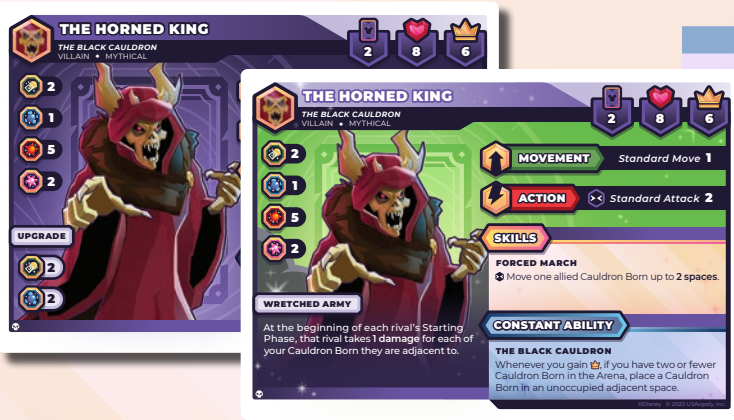 THE HORNED KING
THE BLACK CAULDRON
VILLAIN ◆ MYTHICAL
2 8 6
2
1
5
2
UPGRADE
2
2
THE HORNED KING
THE BLACK CAULDRON
VILLAIN ◆ MYTHICAL
2 8 6
2
1
5
2
MOVEMENT Standard Move 1
ACTION Standard Attack 2
SKILLS
FORCED MARCH
Move one allied Cauldron Born up to 2 spaces.
WRETCHED ARMY
At the beginning of each rival's Starting
Phase, that rival takes 1 damage for each of
your Cauldron Born they are adjacent to.
CONSTANT ABILITY
THE BLACK CAULDRON
Whenever you gain , if you have two or fewer
Cauldron Born in the Arena, place a Cauldron
Born in an unoccupied adjacent space.
©Disney © 2022 USAopoly, Inc.